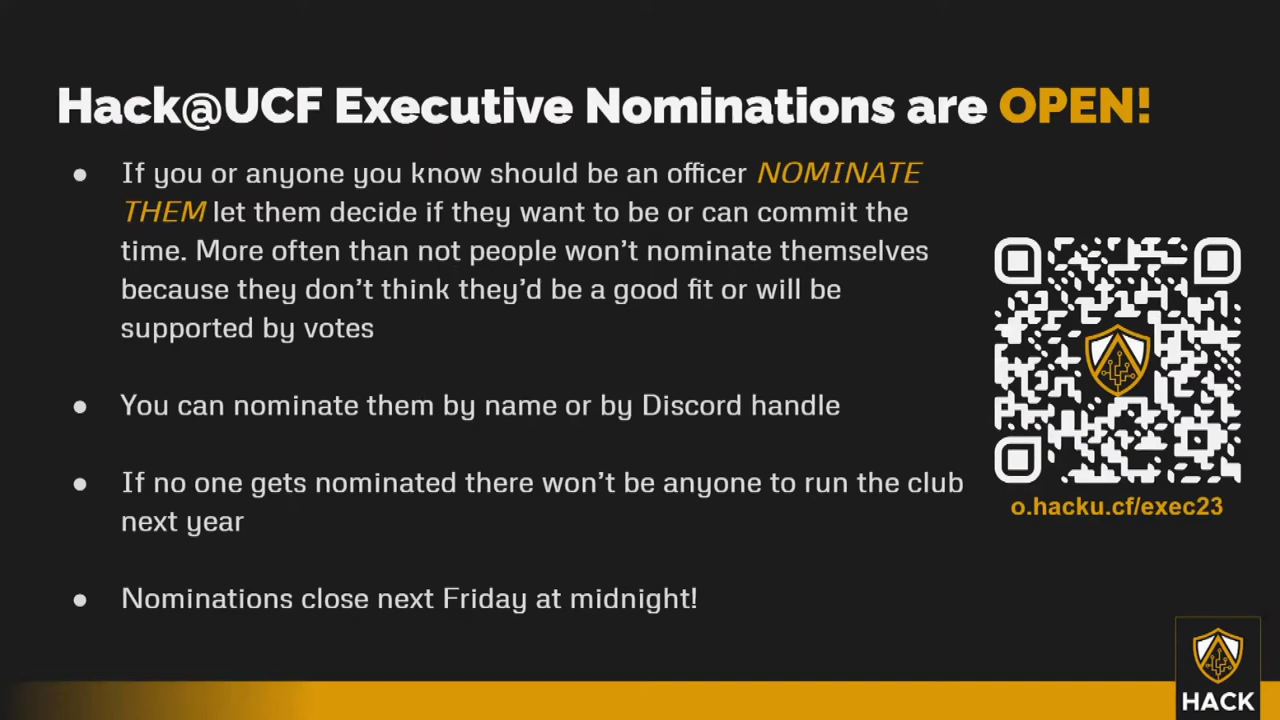 Hack@UCF Executive Nominations are OPEN!
● If you or anyone you know should be an officer NOMINATE
THEM let them decide if they want to be or can commit the
time. More often than not people won't nominate themselves
because they don't think they'd be a good fit or will be
supported by votes
● You can nominate them by name or by Discord handle
● If no one gets nominated there won't be anyone to run the club
next year
● Nominations close next Friday at midnight!
o.hacku.cf/exec23
HACK